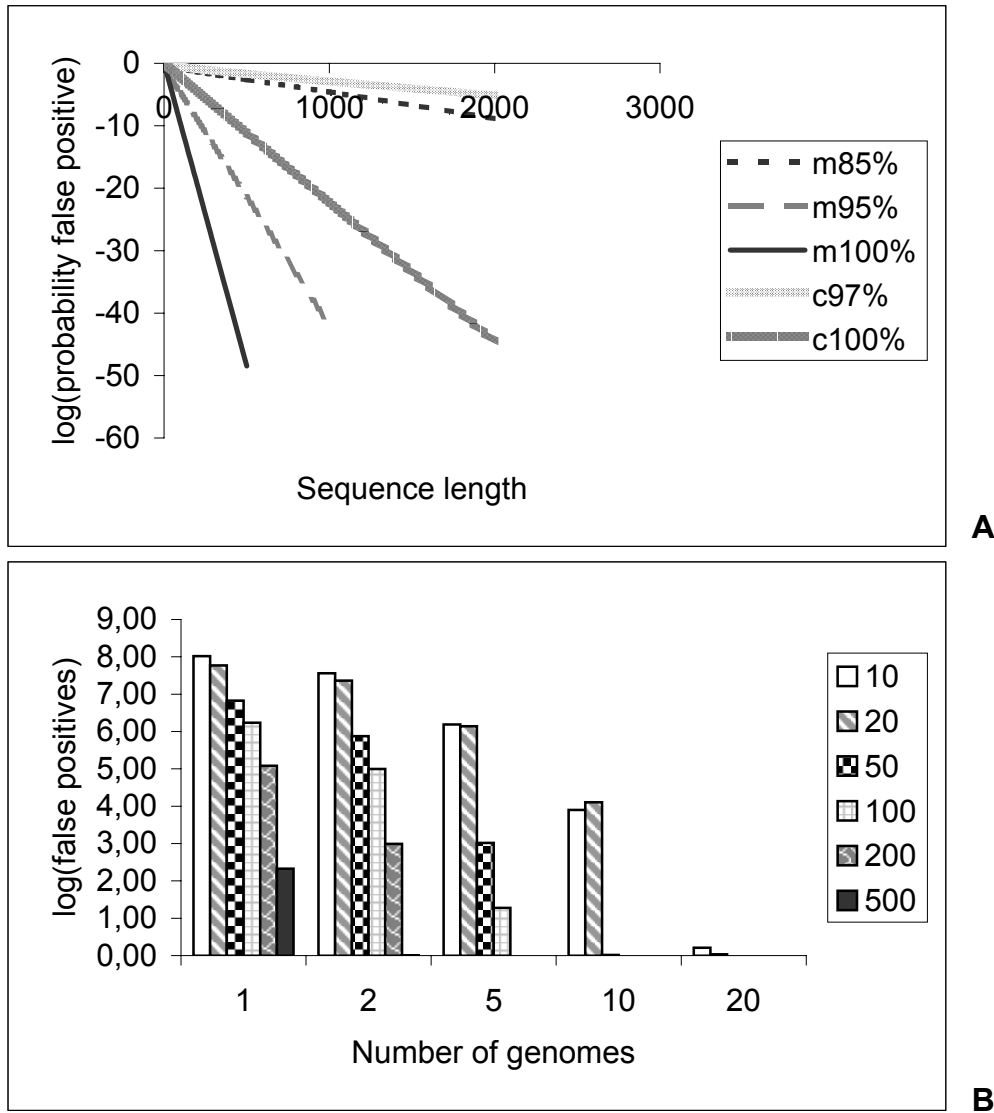 log(probability false positive)
0
-10
-20
-30
-40
-50
-60
0 1000 2000 3000
m85%
m95%
m100%
c97%
c100%
Sequence length
A
log(false positives)
9,00
8,00
7,00
6,00
5,00
4,00
3,00
2,00
1,00
0,00
1 2 5 10 20
Number of genomes
10
20
50
100
200
500
B